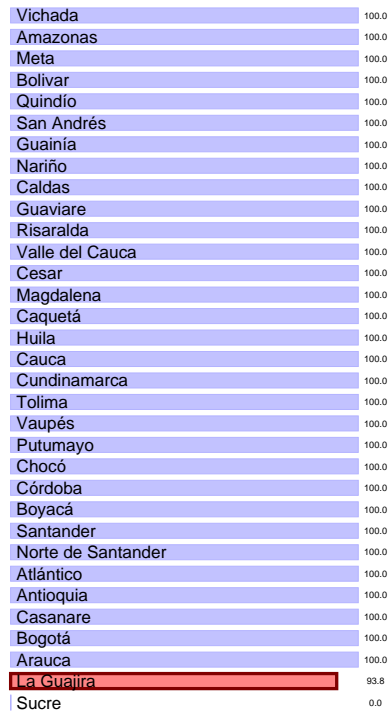 Vichada 100.0
Amazonas 100.0
Meta 100.0
Bolivar 100.0
Quindío 100.0
San Andrés 100.0
Guainía 100.0
Nariño 100.0
Caldas 100.0
Guaviare 100.0
Risaralda 100.0
Valle del Cauca 100.0
Cesar 100.0
Magdalena 100.0
Caquetá 100.0
Huila 100.0
Cauca 100.0
Cundinamarca 100.0
Tolima 100.0
Vaupés 100.0
Putumayo 100.0
Chocó 100.0
Córdoba 100.0
Boyacá 100.0
Santander 100.0
Norte de Santander 100.0
Atlántico 100.0
Antioquia 100.0
Casanare 100.0
Bogotá 100.0
Arauca 100.0
La Guajira 93.8
Sucre 0.0